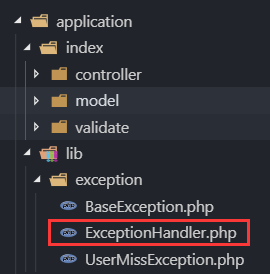 application
index
controller
model
validate
lib
exception
BaseException.php
ExceptionHandler.php
UserMissException.php